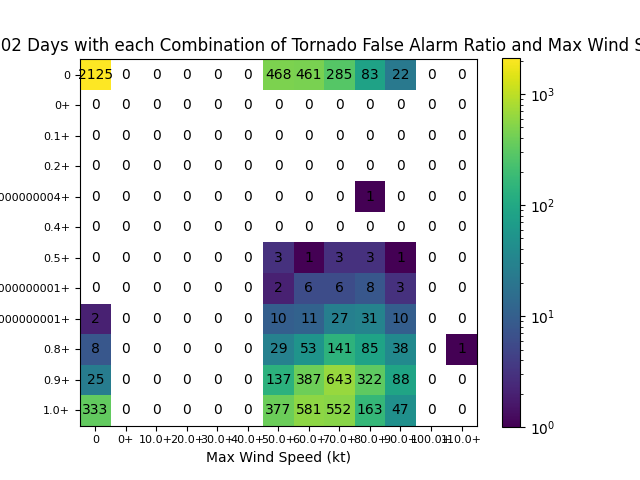 02 Days with each Combination of Tornado False Alarm Ratio and Max Wind S
0 2125 0 0 0 0 0 468 461 285 83 22 0 0
0+ 0 0 0 0 0 0 0 0 0 0 0 0 0
0.1+ 0 0 0 0 0 0 0 0 0 0 0 0 0
0.2+ 0 0 0 0 0 0 0 0 0 0 0 0 0
000000004+ 0 0 0 0 0 0 0 0 0 1 0 0 0
0.4+ 0 0 0 0 0 0 0 0 0 0 0 0 0
0.5+ 0 0 0 0 0 0 3 1 3 3 1 0 0
000000001+ 0 0 0 0 0 0 2 6 6 8 3 0 0
000000001+ 2 0 0 0 0 0 10 11 27 31 10 0 0
0.8+ 8 0 0 0 0 0 29 53 141 85 38 0 1
0.9+ 25 0 0 0 0 0 137 387 643 322 88 0 0
1.0+ 333 0 0 0 0 0 377 581 552 163 47 0 0
0 0+ 10.0+ 20.0+ 30.0+ 40.0+ 50.0+ 60.0+ 70.0+ 80.0+ 90.0+ 100.0+ 110.0+
Max Wind Speed (kt)
10³
10²
10¹
10⁰